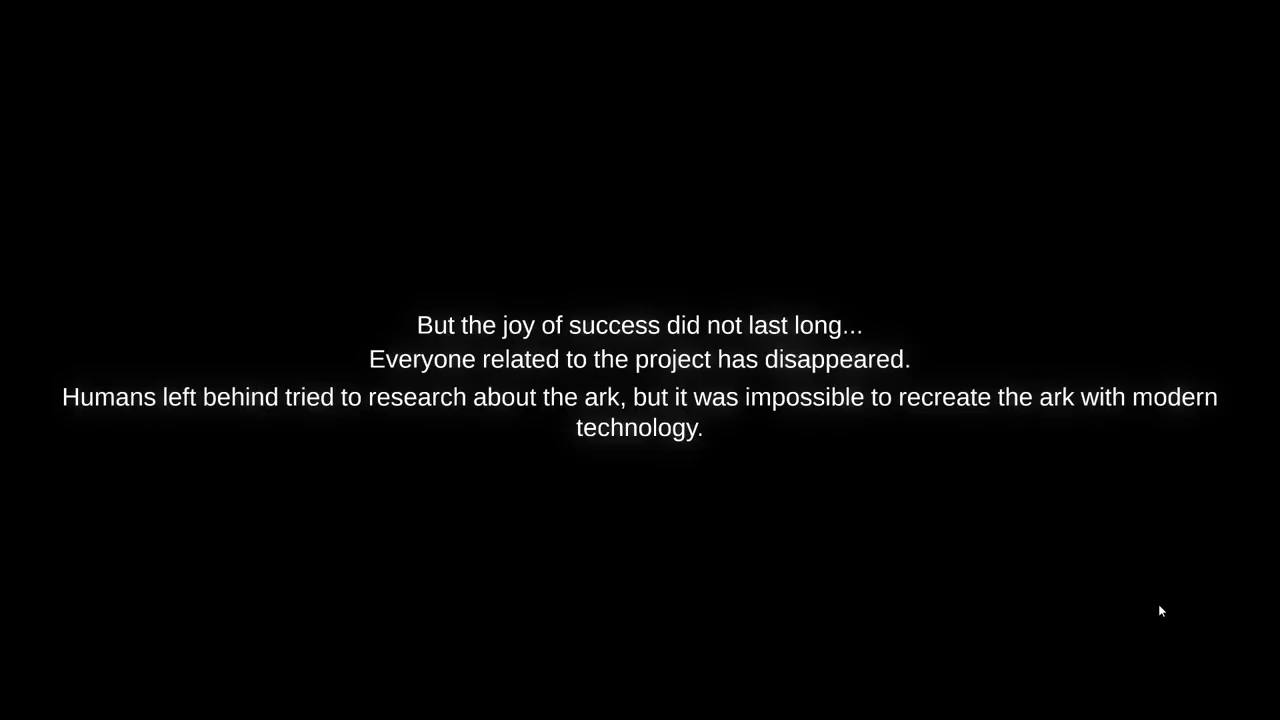 But the joy of success did not last long...
Everyone related to the project has disappeared.
Humans left behind tried to research about the ark, but it was impossible to recreate the ark with modern
technology.